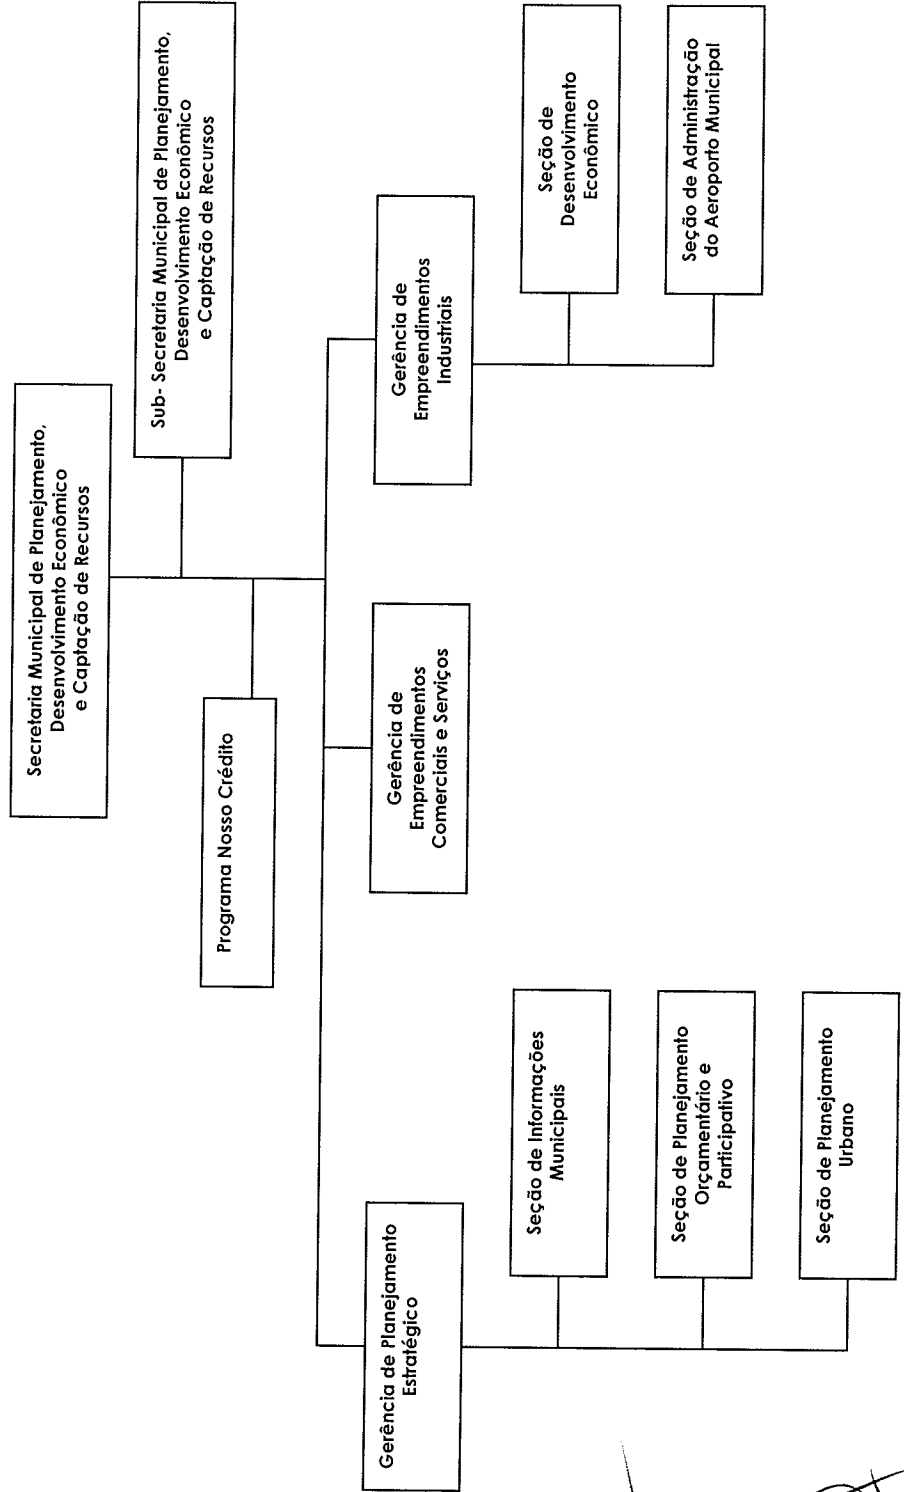 Secretaria Municipal de Planejamento,
Desenvolvimento Econômico
e Captação de Recursos
Sub- Secretaria Municipal de Planejamento,
Desenvolvimento Econômico
e Captação de Recursos
Programa Nosso Crédito
Gerência de Planejamento
Estratégico
Gerência de
Empreendimentos
Comerciais e Serviços
Gerência de
Empreendimentos
Industriais
Seção de Informações
Municipais
Seção de Planejamento
Orçamentário e
Participativo
Seção de Planejamento
Urbano
Seção de
Desenvolvimento
Econômico
Seção de Administração
do Aeroporto Municipal